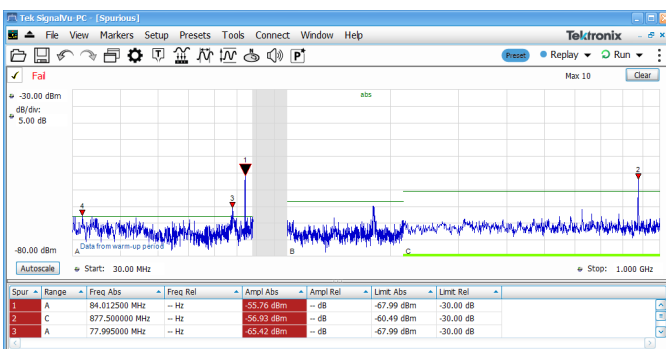 Tek SignalVu-PC - [Spurious]
File View Markers Setup Presets Tools Connect Window Help Tektronix
Preset Replay Run
Fail Max 10 Clear
-30.00 dBm
dB/div:
5.00 dB
abs
1
2
3
4
-80.00 dBm
A Data from warm-up period B C
Autoscale Start: 30.00 MHz Stop: 1.000 GHz
Spur Range Freq Abs Freq Rel Ampl Abs Ampl Rel Limit Abs Limit Rel
1 A 84.012500 MHz -- Hz -55.76 dBm -- dB -67.99 dBm -30.00 dB
2 C 877.500000 MHz -- Hz -56.93 dBm -- dB -60.49 dBm -30.00 dB
3 A 77.995000 MHz -- Hz -65.42 dBm -- dB -67.99 dBm -30.00 dB